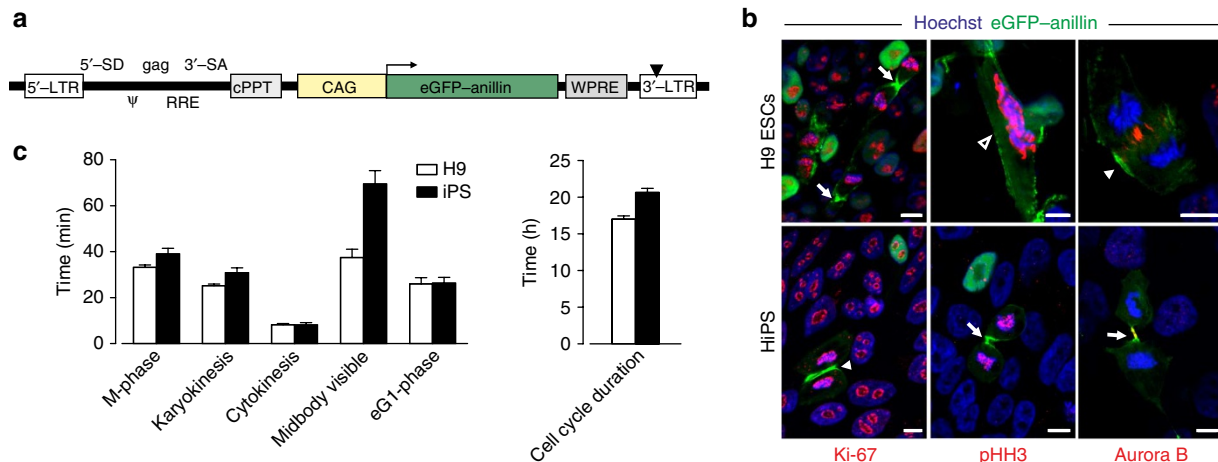 a
5′–SD gag 3′–SA
5′–LTR cPPT CAG eGFP–anillin WPRE 3′–LTR
ψ RRE
b
Hoechst eGFP–anillin
H9 ESCs
HiPS
Ki-67 pHH3 Aurora B
c
Time (min)
80
60
40
20
0
H9
iPS
M-phase
Karyokinesis
Cytokinesis
Midbody visible
eG1-phase
Time (h)
25
20
15
10
5
0
Cell cycle duration